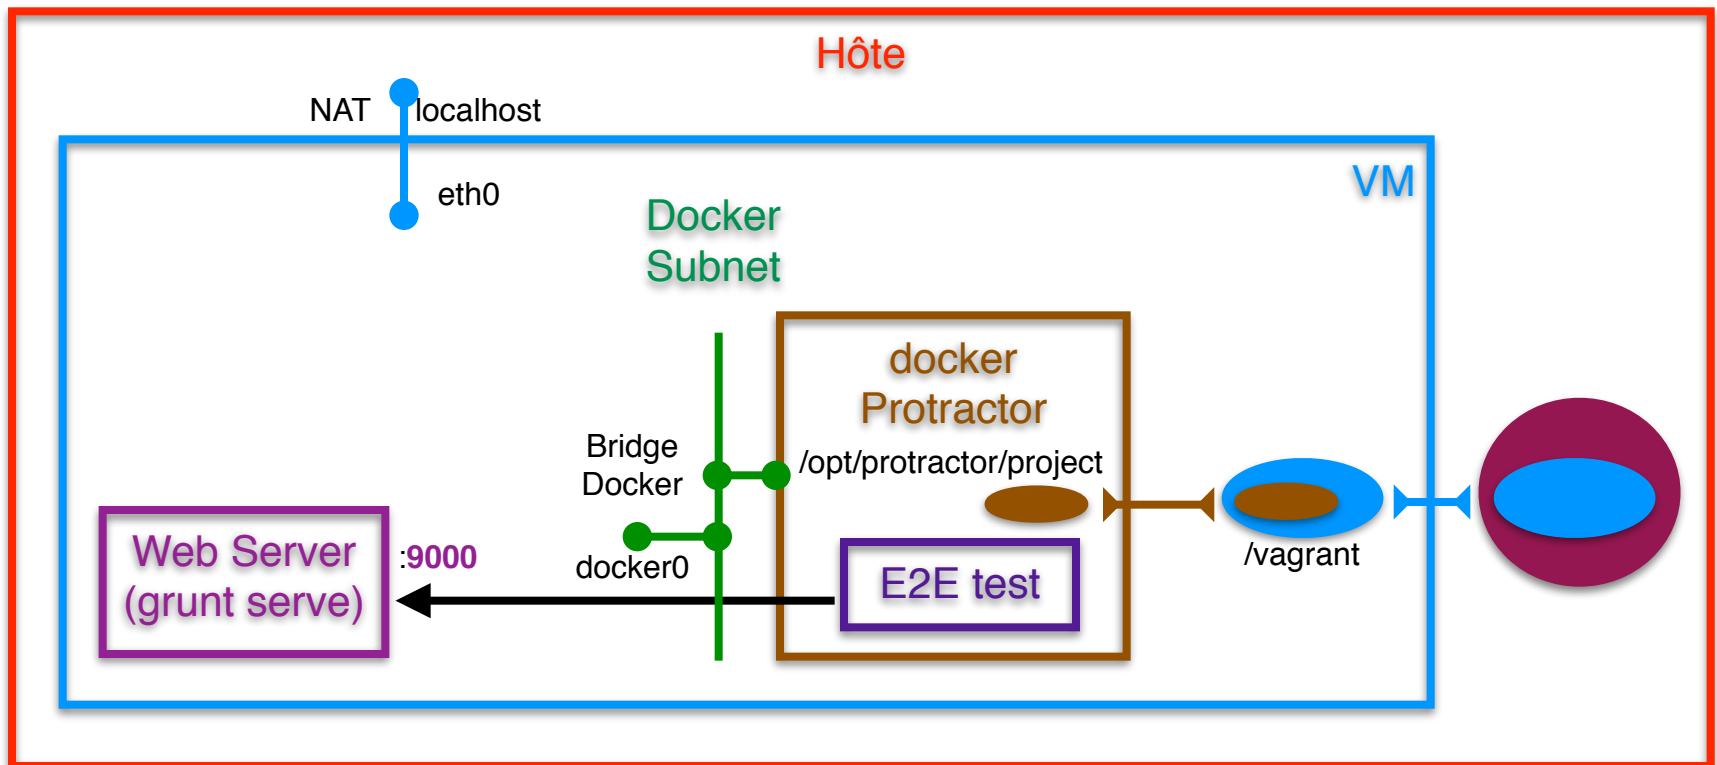 Hôte
NAT
localhost
VM
eth0
Docker
Subnet
docker
Protractor
Bridge
Docker
/opt/protractor/project
Web Server
(grunt serve)
:9000
docker0
E2E test
/vagrant